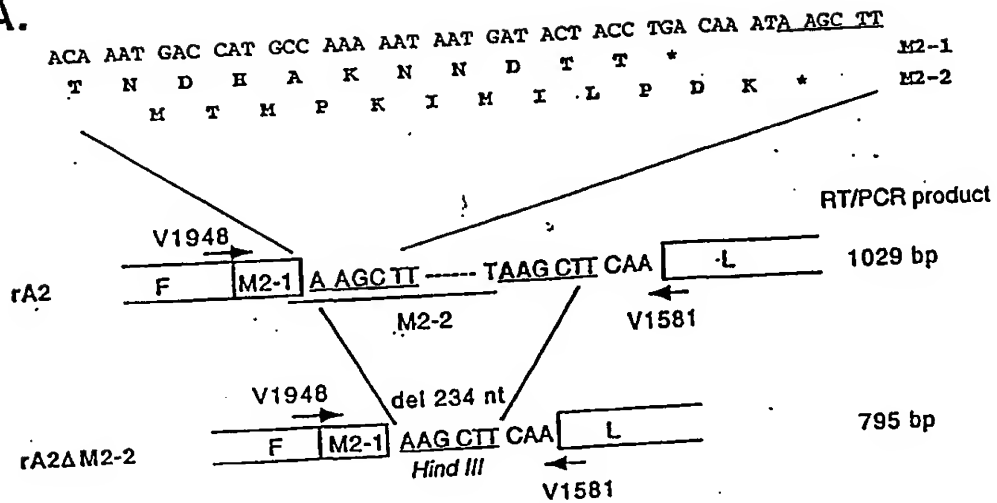 A.
ACA AAT GAC CAT GCC AAA AAT AAT GAT ACT ACC TGA CAA ATA AGC TT
T N D H A K N N D T T * M2-1
M T M P K I M I L P D K * M2-2
RT/PCR product
V1948
rA2 F M2-1 A AGCTT ------ TAAG CTT CAA L 1029 bp
M2-2 V1581
V1948 del 234 nt
rA2ΔM2-2 F M2-1 AAG CTT CAA L 795 bp
Hind III
V1581